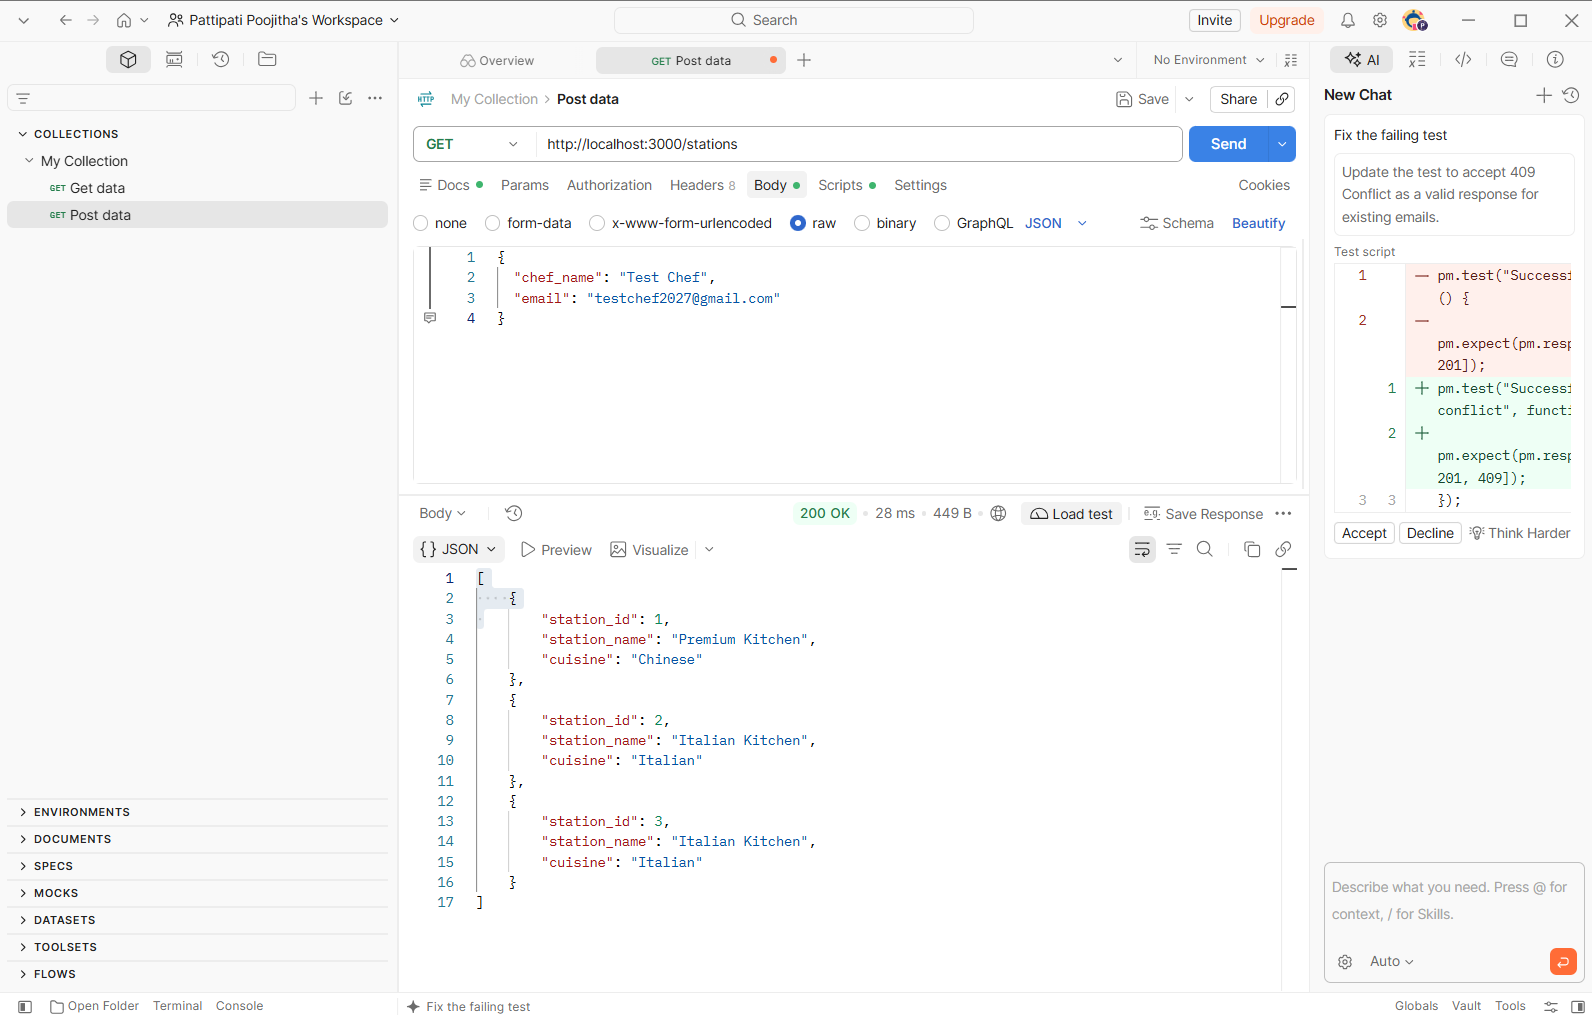 Pattipati Poojitha's Workspace
Search
Invite
Upgrade
COLLECTIONS
My Collection
GET Get data
GET Post data
ENVIRONMENTS
DOCUMENTS
SPECS
MOCKS
DATASETS
TOOLSETS
FLOWS
Overview
GET Post data
No Environment
HTTP My Collection > Post data
Save
Share
GET
http://localhost:3000/stations
Send
Docs
Params
Authorization
Headers 8
Body
Scripts
Settings
Cookies
none
form-data
x-www-form-urlencoded
raw
binary
GraphQL
JSON
Schema
Beautify
1 {
2 "chef_name": "Test Chef",
3 "email": "testchef2027@gmail.com"
4 }
Body
200 OK
28 ms
449 B
Load test
e.g. Save Response
{} JSON
Preview
Visualize
1 [
2 {
3 "station_id": 1,
4 "station_name": "Premium Kitchen",
5 "cuisine": "Chinese"
6 },
7 {
8 "station_id": 2,
9 "station_name": "Italian Kitchen",
10 "cuisine": "Italian"
11 },
12 {
13 "station_id": 3,
14 "station_name": "Italian Kitchen",
15 "cuisine": "Italian"
16 }
17 ]
AI
New Chat
Fix the failing test
Update the test to accept 409
Conflict as a valid response for
existing emails.
Test script
1 — pm.test("Successf
() {
2 —
pm.expect(pm.resp
201]);
1 + pm.test("Successf
conflict", functi
2 +
pm.expect(pm.resp
201, 409]);
3 3 });
Accept
Decline
Think Harder
Describe what you need. Press @ for
context, / for Skills.
Auto
Open Folder
Terminal
Console
Fix the failing test
Globals
Vault
Tools